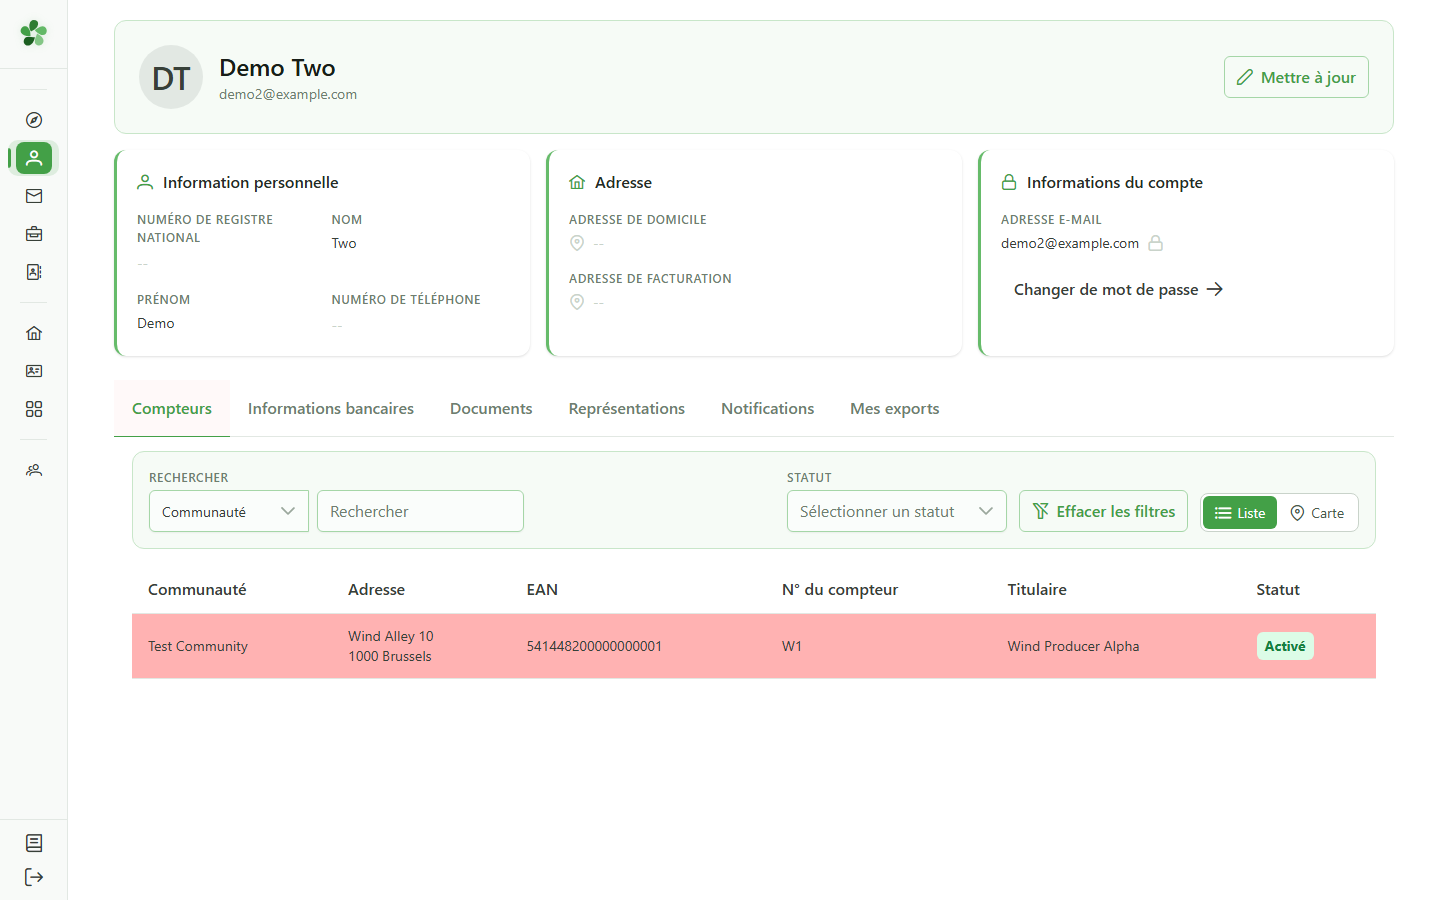 DT
Demo Two
demo2@example.com
Mettre à jour
Information personnelle
NUMÉRO DE REGISTRE NATIONAL
--
NOM
Two
PRÉNOM
Demo
NUMÉRO DE TÉLÉPHONE
--
Adresse
ADRESSE DE DOMICILE
--
ADRESSE DE FACTURATION
--
Informations du compte
ADRESSE E-MAIL
demo2@example.com
Changer de mot de passe
Compteurs
Informations bancaires
Documents
Représentations
Notifications
Mes exports
RECHERCHER
Communauté
Rechercher
STATUT
Sélectionner un statut
Effacer les filtres
Liste
Carte
Communauté
Adresse
EAN
N° du compteur
Titulaire
Statut
Test Community
Wind Alley 10
1000 Brussels
541448200000000001
W1
Wind Producer Alpha
Activé